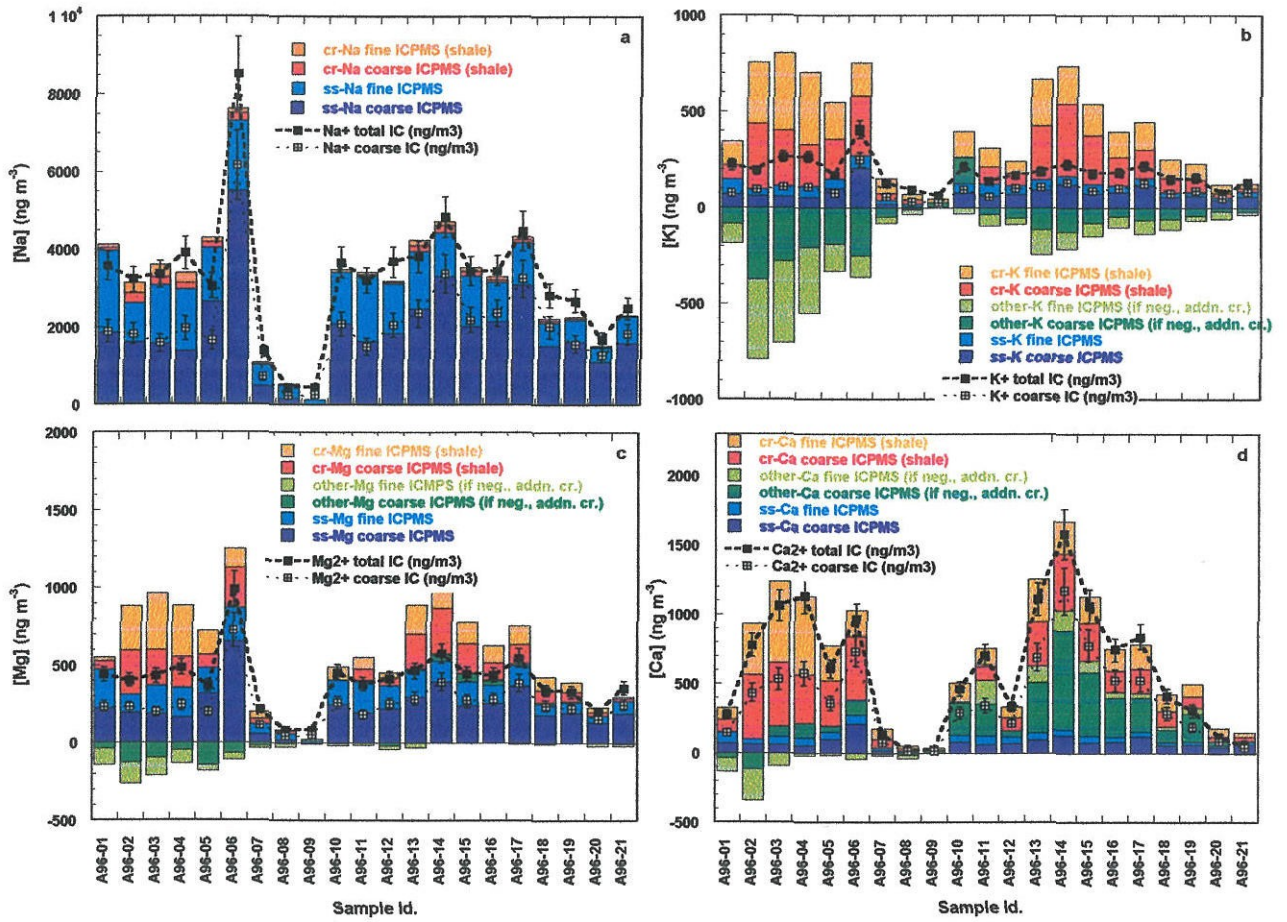 1 10⁴
8000
6000
4000
2000
0
[Na] (ng m⁻³)
a
cr-Na fine ICPMS (shale)
cr-Na coarse ICPMS (shale)
ss-Na fine ICPMS
ss-Na coarse ICPMS
Na+ total IC (ng/m3)
Na+ coarse IC (ng/m3)
1000
500
0
-500
-1000
[K] (ng m⁻³)
b
cr-K fine ICPMS (shale)
cr-K coarse ICPMS (shale)
other-K fine ICPMS (if neg., addn. cr.)
other-K coarse ICPMS (if neg., addn. cr.)
ss-K fine ICPMS
ss-K coarse ICPMS
K+ total IC (ng/m3)
K+ coarse IC (ng/m3)
2000
1500
1000
500
0
-500
[Mg] (ng m⁻³)
c
cr-Mg fine ICPMS (shale)
cr-Mg coarse ICPMS (shale)
other-Mg fine ICMPS (if neg., addn. cr.)
other-Mg coarse ICPMS (if neg., addn. cr.)
ss-Mg fine ICPMS
ss-Mg coarse ICPMS
Mg2+ total IC (ng/m3)
Mg2+ coarse IC (ng/m3)
A96-01
A96-02
A96-03
A96-04
A96-05
A96-06
A96-07
A96-08
A96-09
A96-10
A96-11
A96-12
A96-13
A96-14
A96-15
A96-16
A96-17
A96-18
A96-19
A96-20
A96-21
Sample id.
2000
1500
1000
500
0
-500
[Ca] (ng m⁻³)
d
cr-Ca fine ICPMS (shale)
cr-Ca coarse ICPMS (shale)
other-Ca fine ICPMS (if neg., addn. cr.)
other-Ca coarse ICPMS (if neg., addn. cr.)
ss-Ca fine ICPMS
ss-Ca coarse ICPMS
Ca2+ total IC (ng/m3)
Ca2+ coarse IC (ng/m3)
A96-01
A96-02
A96-03
A96-04
A96-05
A96-06
A96-07
A96-08
A96-09
A96-10
A96-11
A96-12
A96-13
A96-14
A96-15
A96-16
A96-17
A96-18
A96-19
A96-20
A96-21
Sample id.